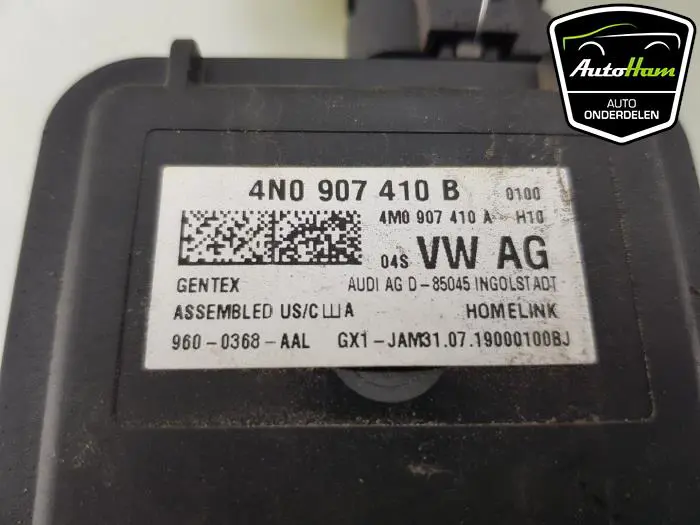 AutoHam
AUTO
ONDERDELEN
4N0 907 410 B 0100
4M0 907 410 A H10
04S VW AG
GENTEX AUDI AG D-85045 INGOLSTADT
ASSEMBLED US/CША HOMELINK
960-0368-AAL GX1-JAM31.07.19000100BJ